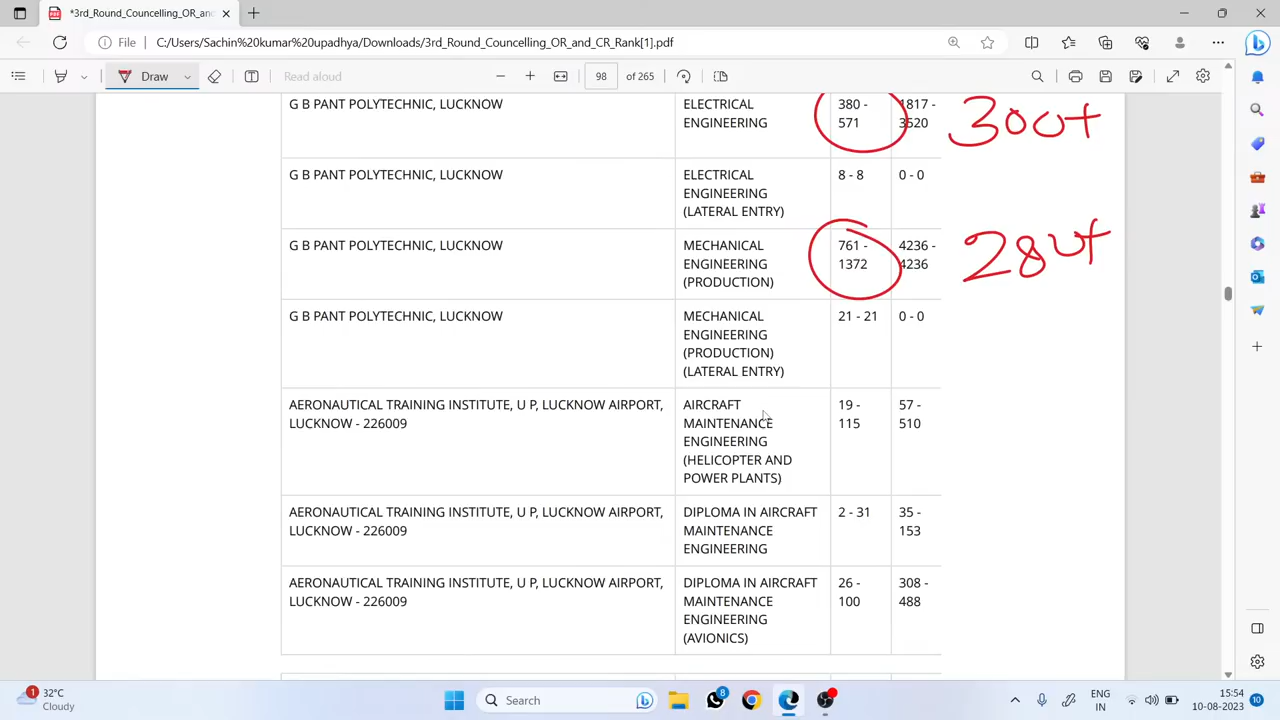 *3rd_Round_Councelling_OR_and
File
C:/Users/Sachin%20kumar%20upadhya/Downloads/3rd_Round_Councelling_OR_and_CR_Rank[1].pdf
Draw
Read aloud
98 of 265
G B PANT POLYTECHNIC, LUCKNOW
ELECTRICAL
ENGINEERING
380 -
571
1817 -
3520
300+
G B PANT POLYTECHNIC, LUCKNOW
ELECTRICAL
ENGINEERING
(LATERAL ENTRY)
8 - 8
0 - 0
G B PANT POLYTECHNIC, LUCKNOW
MECHANICAL
ENGINEERING
(PRODUCTION)
761 -
1372
4236 -
4236
280+
G B PANT POLYTECHNIC, LUCKNOW
MECHANICAL
ENGINEERING
(PRODUCTION)
(LATERAL ENTRY)
21 - 21
0 - 0
AERONAUTICAL TRAINING INSTITUTE, U P, LUCKNOW AIRPORT,
LUCKNOW - 226009
AIRCRAFT
MAINTENANCE
ENGINEERING
(HELICOPTER AND
POWER PLANTS)
19 -
115
57 -
510
AERONAUTICAL TRAINING INSTITUTE, U P, LUCKNOW AIRPORT,
LUCKNOW - 226009
DIPLOMA IN AIRCRAFT
MAINTENANCE
ENGINEERING
2 - 31
35 -
153
AERONAUTICAL TRAINING INSTITUTE, U P, LUCKNOW AIRPORT,
LUCKNOW - 226009
DIPLOMA IN AIRCRAFT
MAINTENANCE
ENGINEERING
(AVIONICS)
26 -
100
308 -
488
1
32°C
Cloudy
Search
8
ENG
IN
15:54
10-08-2023
10